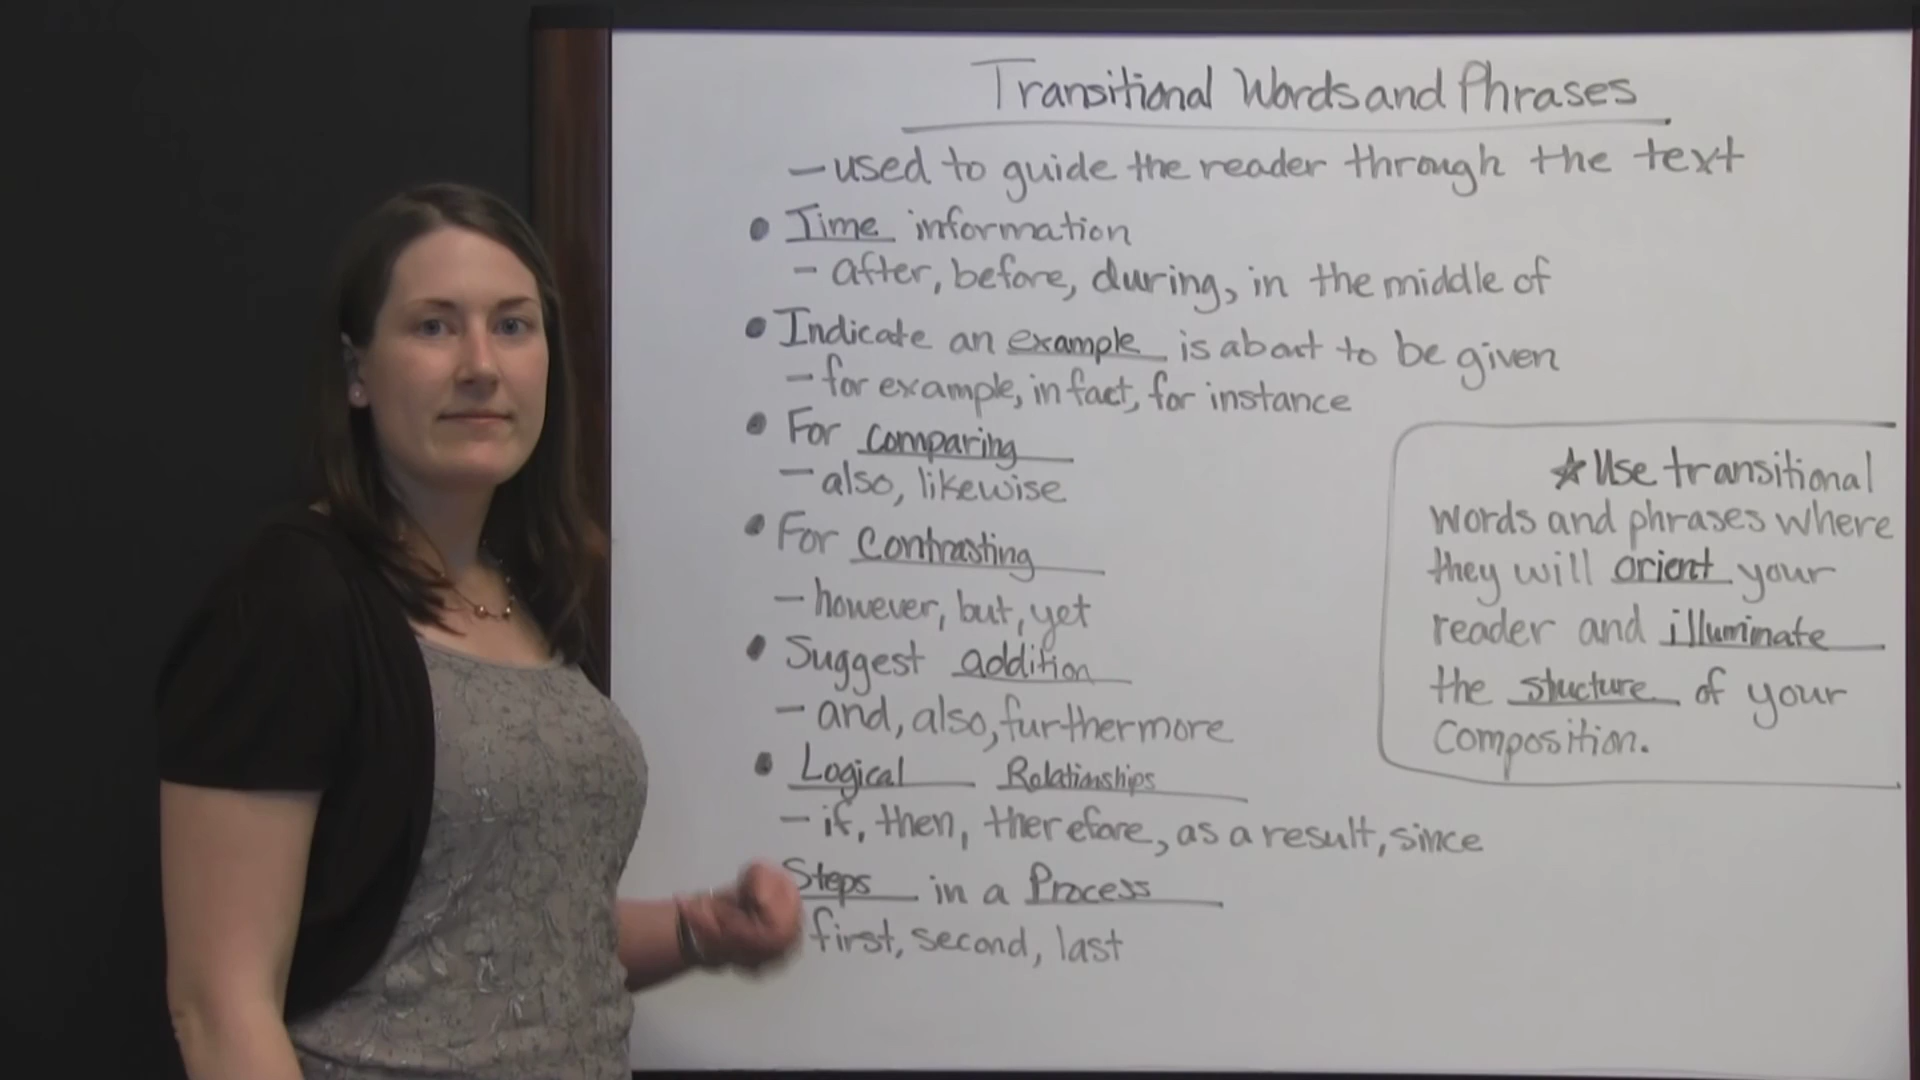 Transitional Words and Phrases
— used to guide the reader through the text
• Time information
- after, before, during, in the middle of
• Indicate an example is about to be given
- for example, in fact, for instance
• For comparing
- also, likewise
• For contrasting
- however, but, yet
• Suggest addition
- and, also, furthermore
• Logical Relationships
- if, then, therefore, as a result, since
Steps in a Process
first, second, last
☆ Use transitional
words and phrases where
they will orient your
reader and illuminate
the stucture of your
composition.